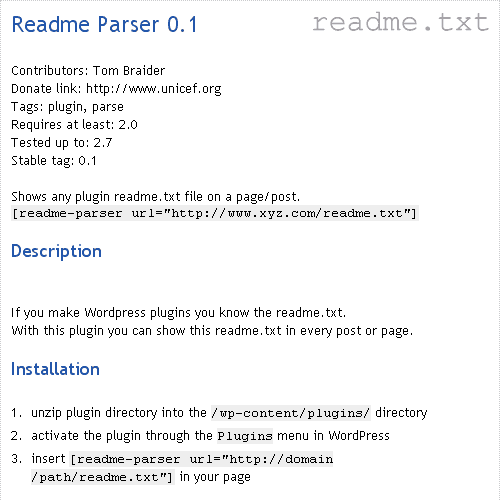 Readme Parser 0.1
readme.txt
Contributors: Tom Braider
Donate link: http://www.unicef.org
Tags: plugin, parse
Requires at least: 2.0
Tested up to: 2.7
Stable tag: 0.1
Shows any plugin readme.txt file on a page/post.
[readme-parser url="http://www.xyz.com/readme.txt"]
Description
If you make Wordpress plugins you know the readme.txt.
With this plugin you can show this readme.txt in every post or page.
Installation
1. unzip plugin directory into the /wp-content/plugins/ directory
2. activate the plugin through the Plugins menu in WordPress
3. insert [readme-parser url="http://domain
/path/readme.txt"] in your page